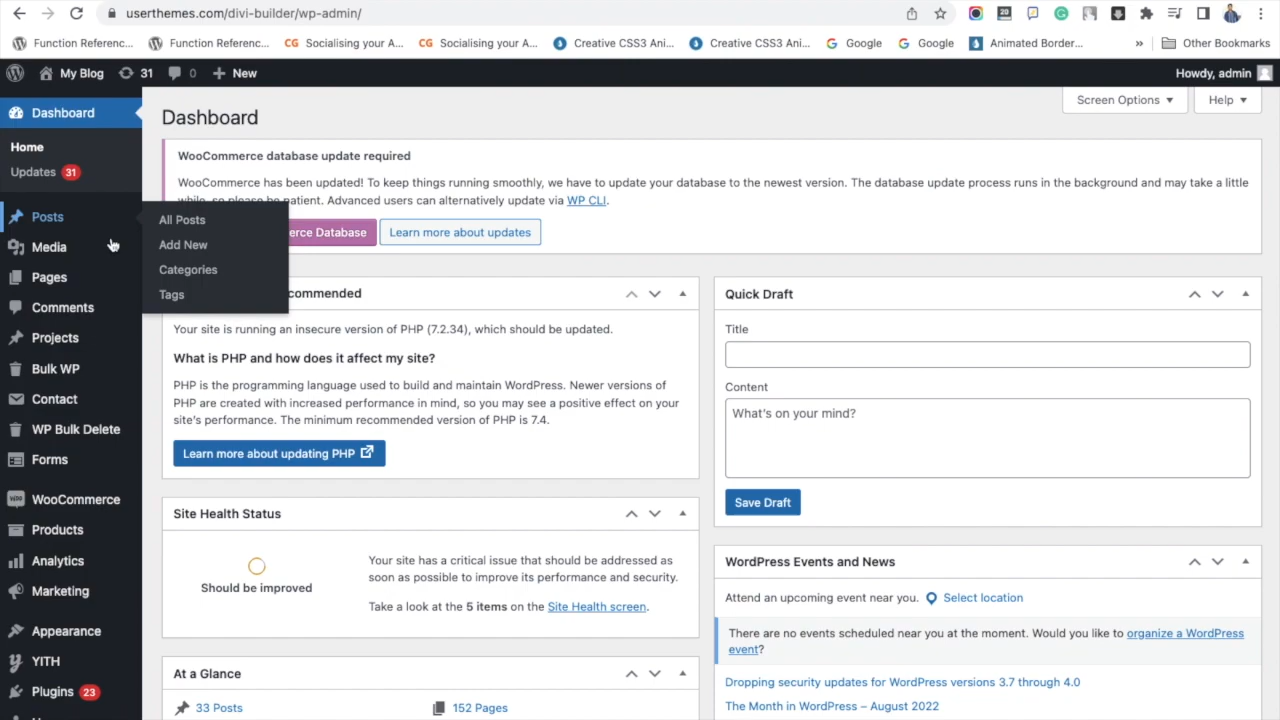 userthemes.com/divi-builder/wp-admin/
Function Referenc...
Function Referenc...
Socialising your A...
Socialising your A...
Creative CSS3 Ani...
Creative CSS3 Ani...
Google
Google
Animated Border...
»
Other Bookmarks
My Blog
31
0
New
Howdy, admin
Dashboard
Home
Updates 31
Posts
Media
Pages
Comments
Projects
Bulk WP
Contact
WP Bulk Delete
Forms
WooCommerce
Products
Analytics
Marketing
Appearance
YITH
Plugins 23
All Posts
Add New
Categories
Tags
Dashboard
Screen Options
Help
WooCommerce database update required
WooCommerce has been updated! To keep things running smoothly, we have to update your database to the newest version. The database update process runs in the background and may take a little
while, so please be patient. Advanced users can alternatively update via WP CLI.
erce Database
Learn more about updates
commended
Your site is running an insecure version of PHP (7.2.34), which should be updated.
What is PHP and how does it affect my site?
PHP is the programming language used to build and maintain WordPress. Newer versions of
PHP are created with increased performance in mind, so you may see a positive effect on your
site's performance. The minimum recommended version of PHP is 7.4.
Learn more about updating PHP
Site Health Status
Should be improved
Your site has a critical issue that should be addressed as
soon as possible to improve its performance and security.
Take a look at the 5 items on the Site Health screen.
At a Glance
33 Posts
152 Pages
Quick Draft
Title
Content
What's on your mind?
Save Draft
WordPress Events and News
Attend an upcoming event near you.
Select location
There are no events scheduled near you at the moment. Would you like to organize a WordPress
event?
Dropping security updates for WordPress versions 3.7 through 4.0
The Month in WordPress – August 2022